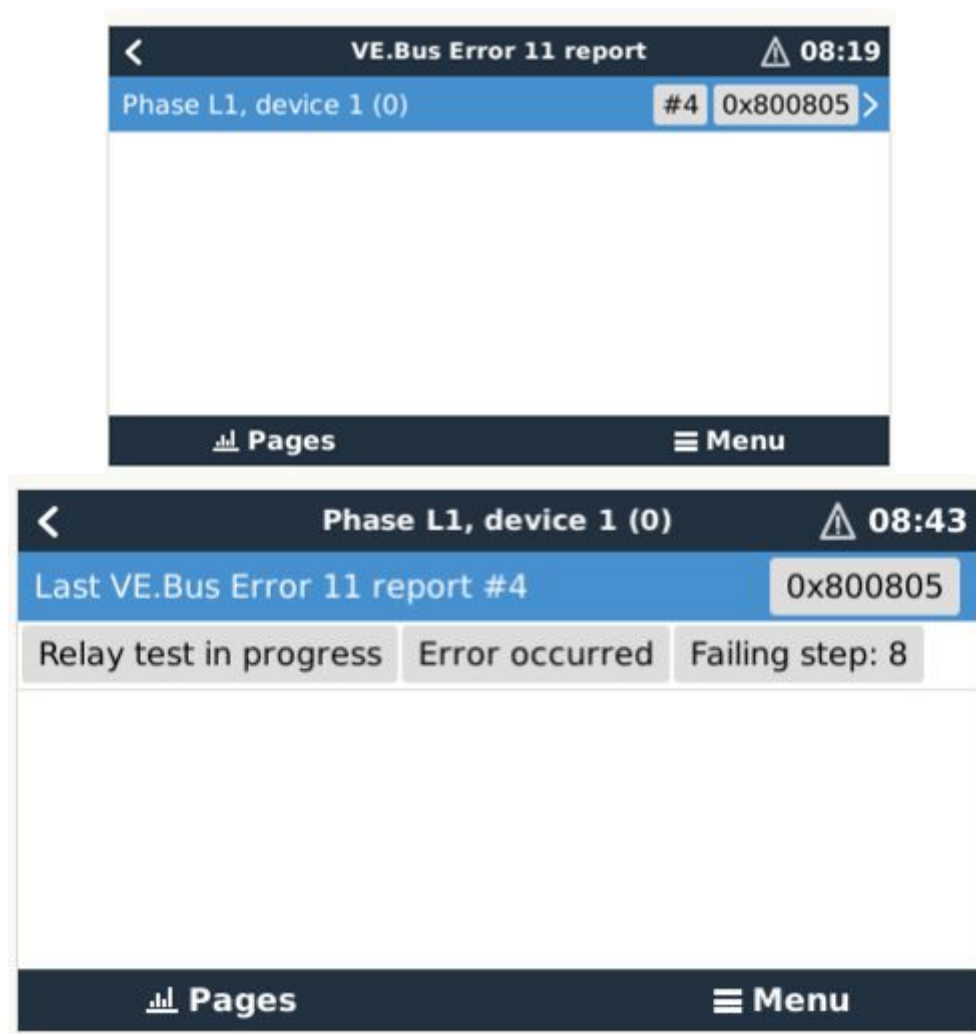 VE.Bus Error 11 report 08:19
Phase L1, device 1 (0) #4 0x800805
Pages Menu
Phase L1, device 1 (0) 08:43
Last VE.Bus Error 11 report #4 0x800805
Relay test in progress Error occurred Failing step: 8
Pages Menu